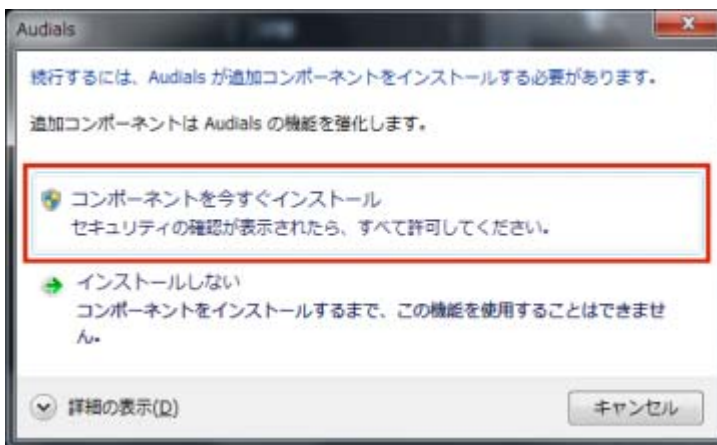 Audials
続行するには、Audials が追加コンポーネントをインストールする必要があります。
追加コンポーネントは Audials の機能を強化します。
コンポーネントを今すぐインストール
セキュリティの確認が表示されたら、すべて許可してください。
インストールしない
コンポーネントをインストールするまで、この機能を使用することはできませ
ん。
詳細の表示(D)
キャンセル